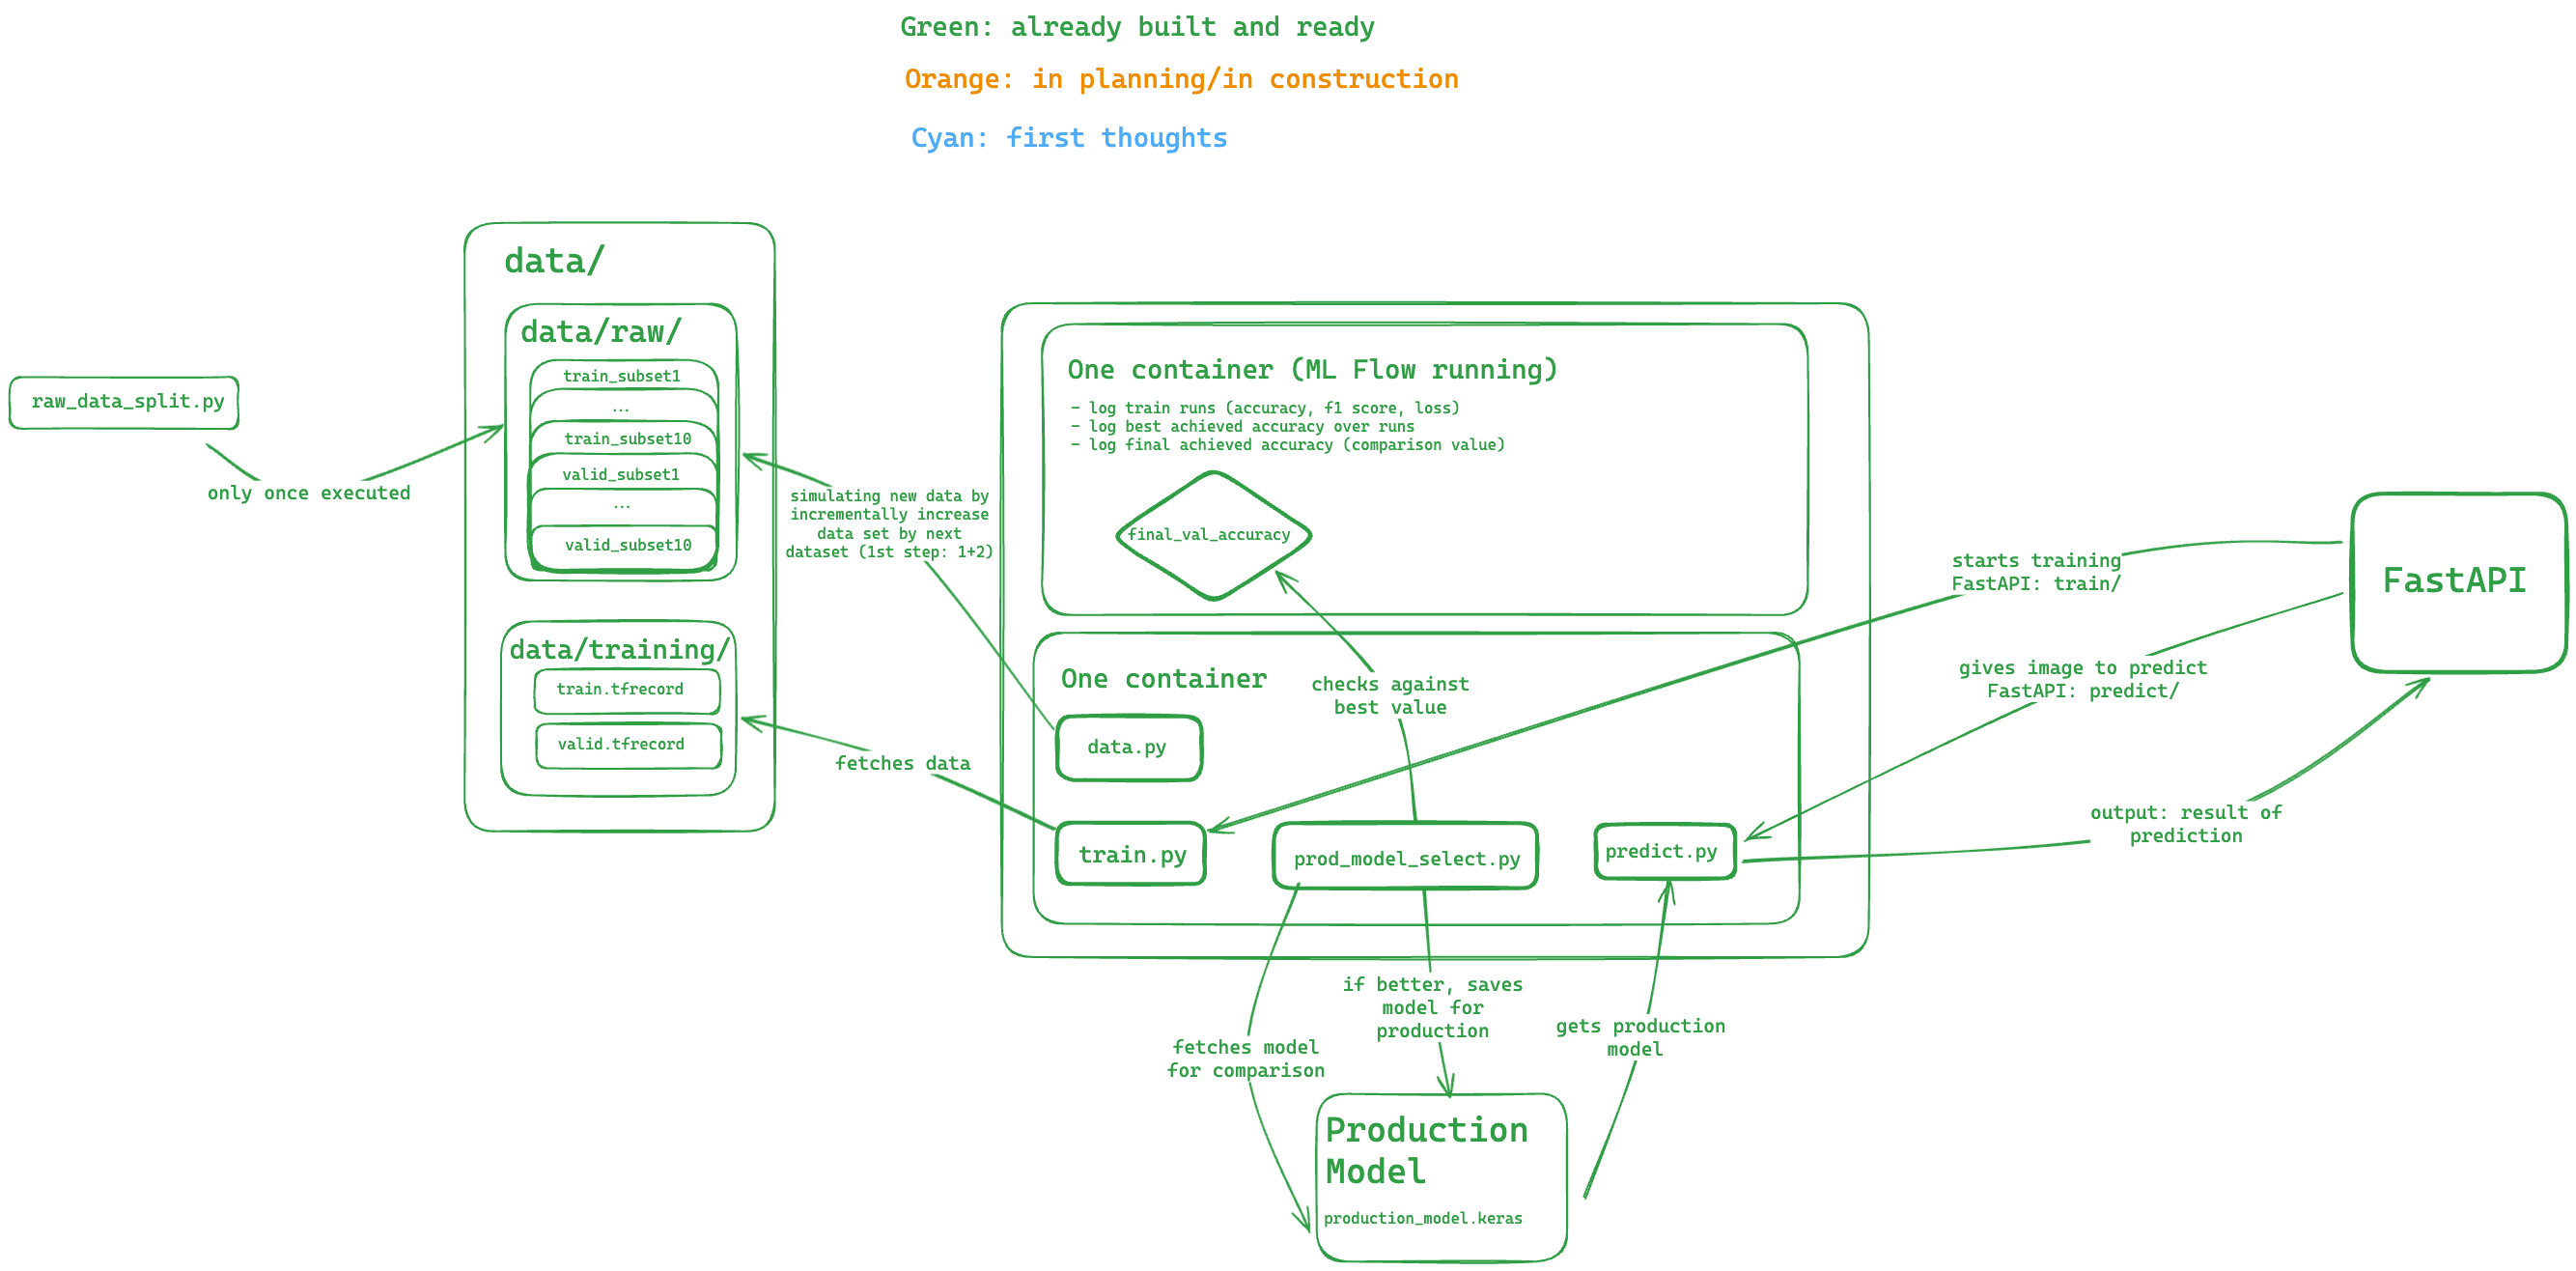 Green: already built and ready
Orange: in planning/in construction
Cyan: first thoughts
raw_data_split.py
only once executed
data/
data/raw/
train_subset1
...
train_subset10
valid_subset1
...
valid_subset10
data/training/
train.tfrecord
valid.tfrecord
simulating new data by
incrementally increase
data set by next
dataset (1st step: 1+2)
fetches data
One container (ML Flow running)
- log train runs (accuracy, f1 score, loss)
- log best achieved accuracy over runs
- log final achieved accuracy (comparison value)
final_val_accuracy
One container
checks against
best value
data.py
train.py
prod_model_select.py
predict.py
starts training
FastAPI: train/
gives image to predict
FastAPI: predict/
output: result of
prediction
FastAPI
fetches model
for comparison
if better, saves
model for
production
gets production
model
Production
Model
production_model.keras